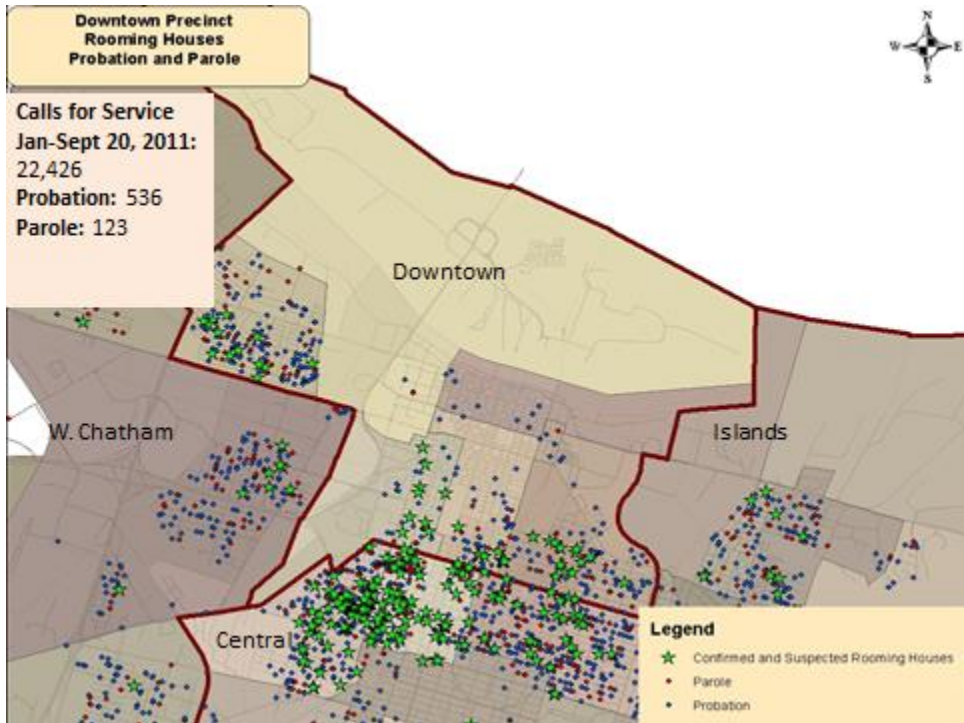 Downtown Precinct
Rooming Houses
Probation and Parole
N
W E
S
Calls for Service
Jan-Sept 20, 2011:
22,426
Probation: 536
Parole: 123
Downtown
W. Chatham
Islands
Central
Legend
Confirmed and Suspected Rooming Houses
Parole
Probation